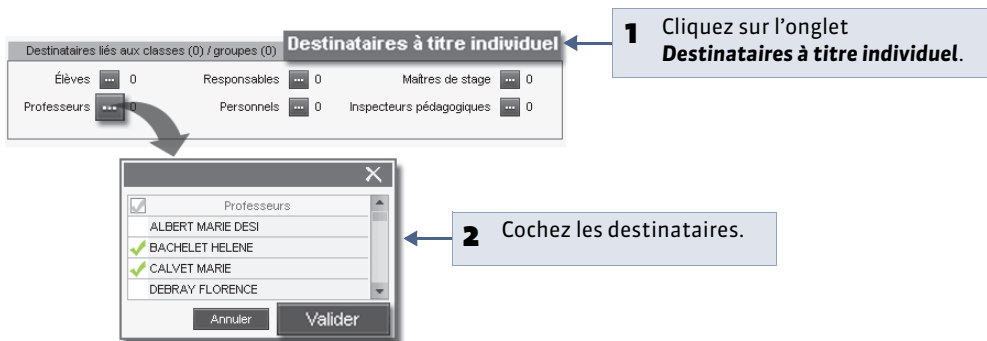 Destinataires liés aux classes (0) / groupes (0) Destinataires à titre individuel
1 Cliquez sur l'onglet
Destinataires à titre individuel.
Élèves ... 0 Responsables ... 0 Maîtres de stage ... 0
Professeurs ... 0 Personnels ... 0 Inspecteurs pédagogiques ... 0
Professeurs
ALBERT MARIE DESI
BACHELET HELENE
CALVET MARIE
DEBRAY FLORENCE
Annuler Valider
2 Cochez les destinataires.